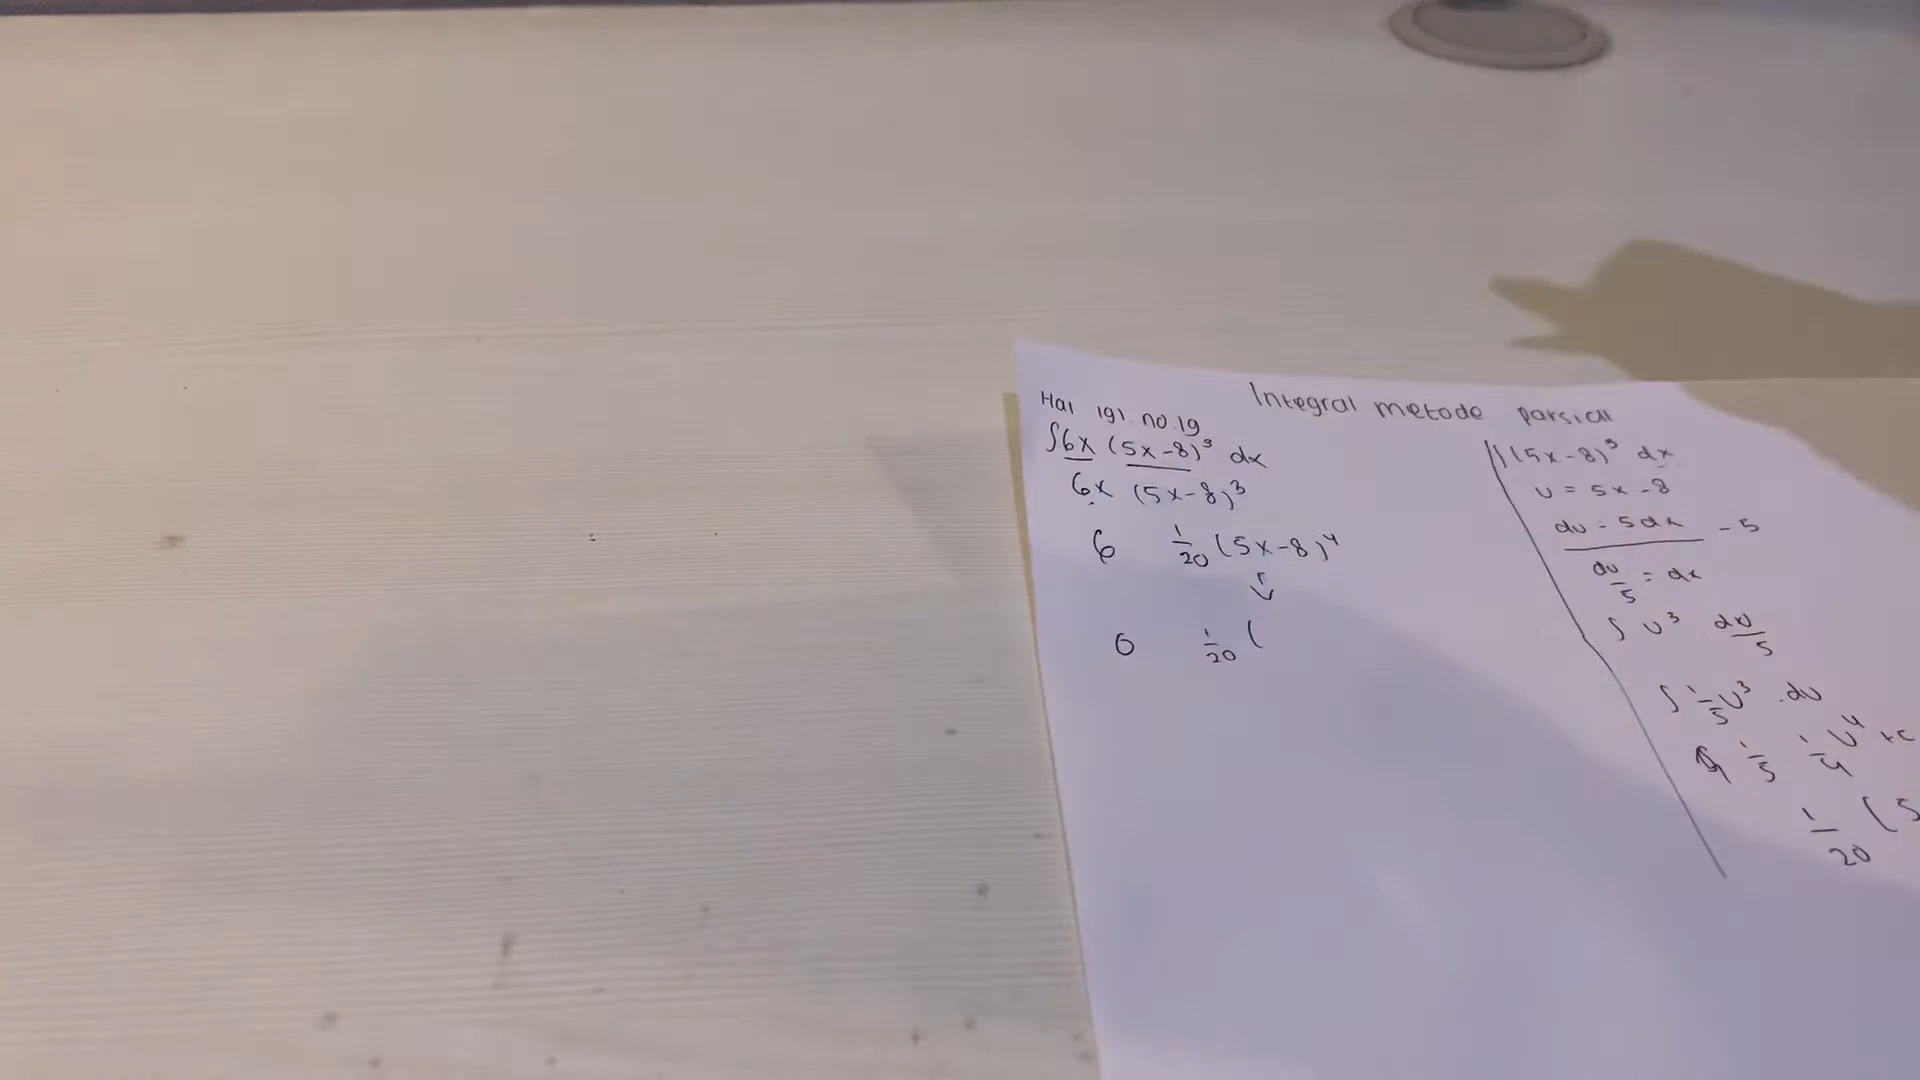 Integral metode parsial
Hal 191 no 19
∫6x (5x-8)³ dx
6x (5x-8)³
6 1/20 (5x-8)⁴
0 1/20 (
∫(5x-8)³ dx
u = 5x-8
du = 5dx - 5
du/5 = dx
∫ u³ du/5
∫ 1/5 u³ . du
1/5 1/4 u⁴ +c
1/20 (5